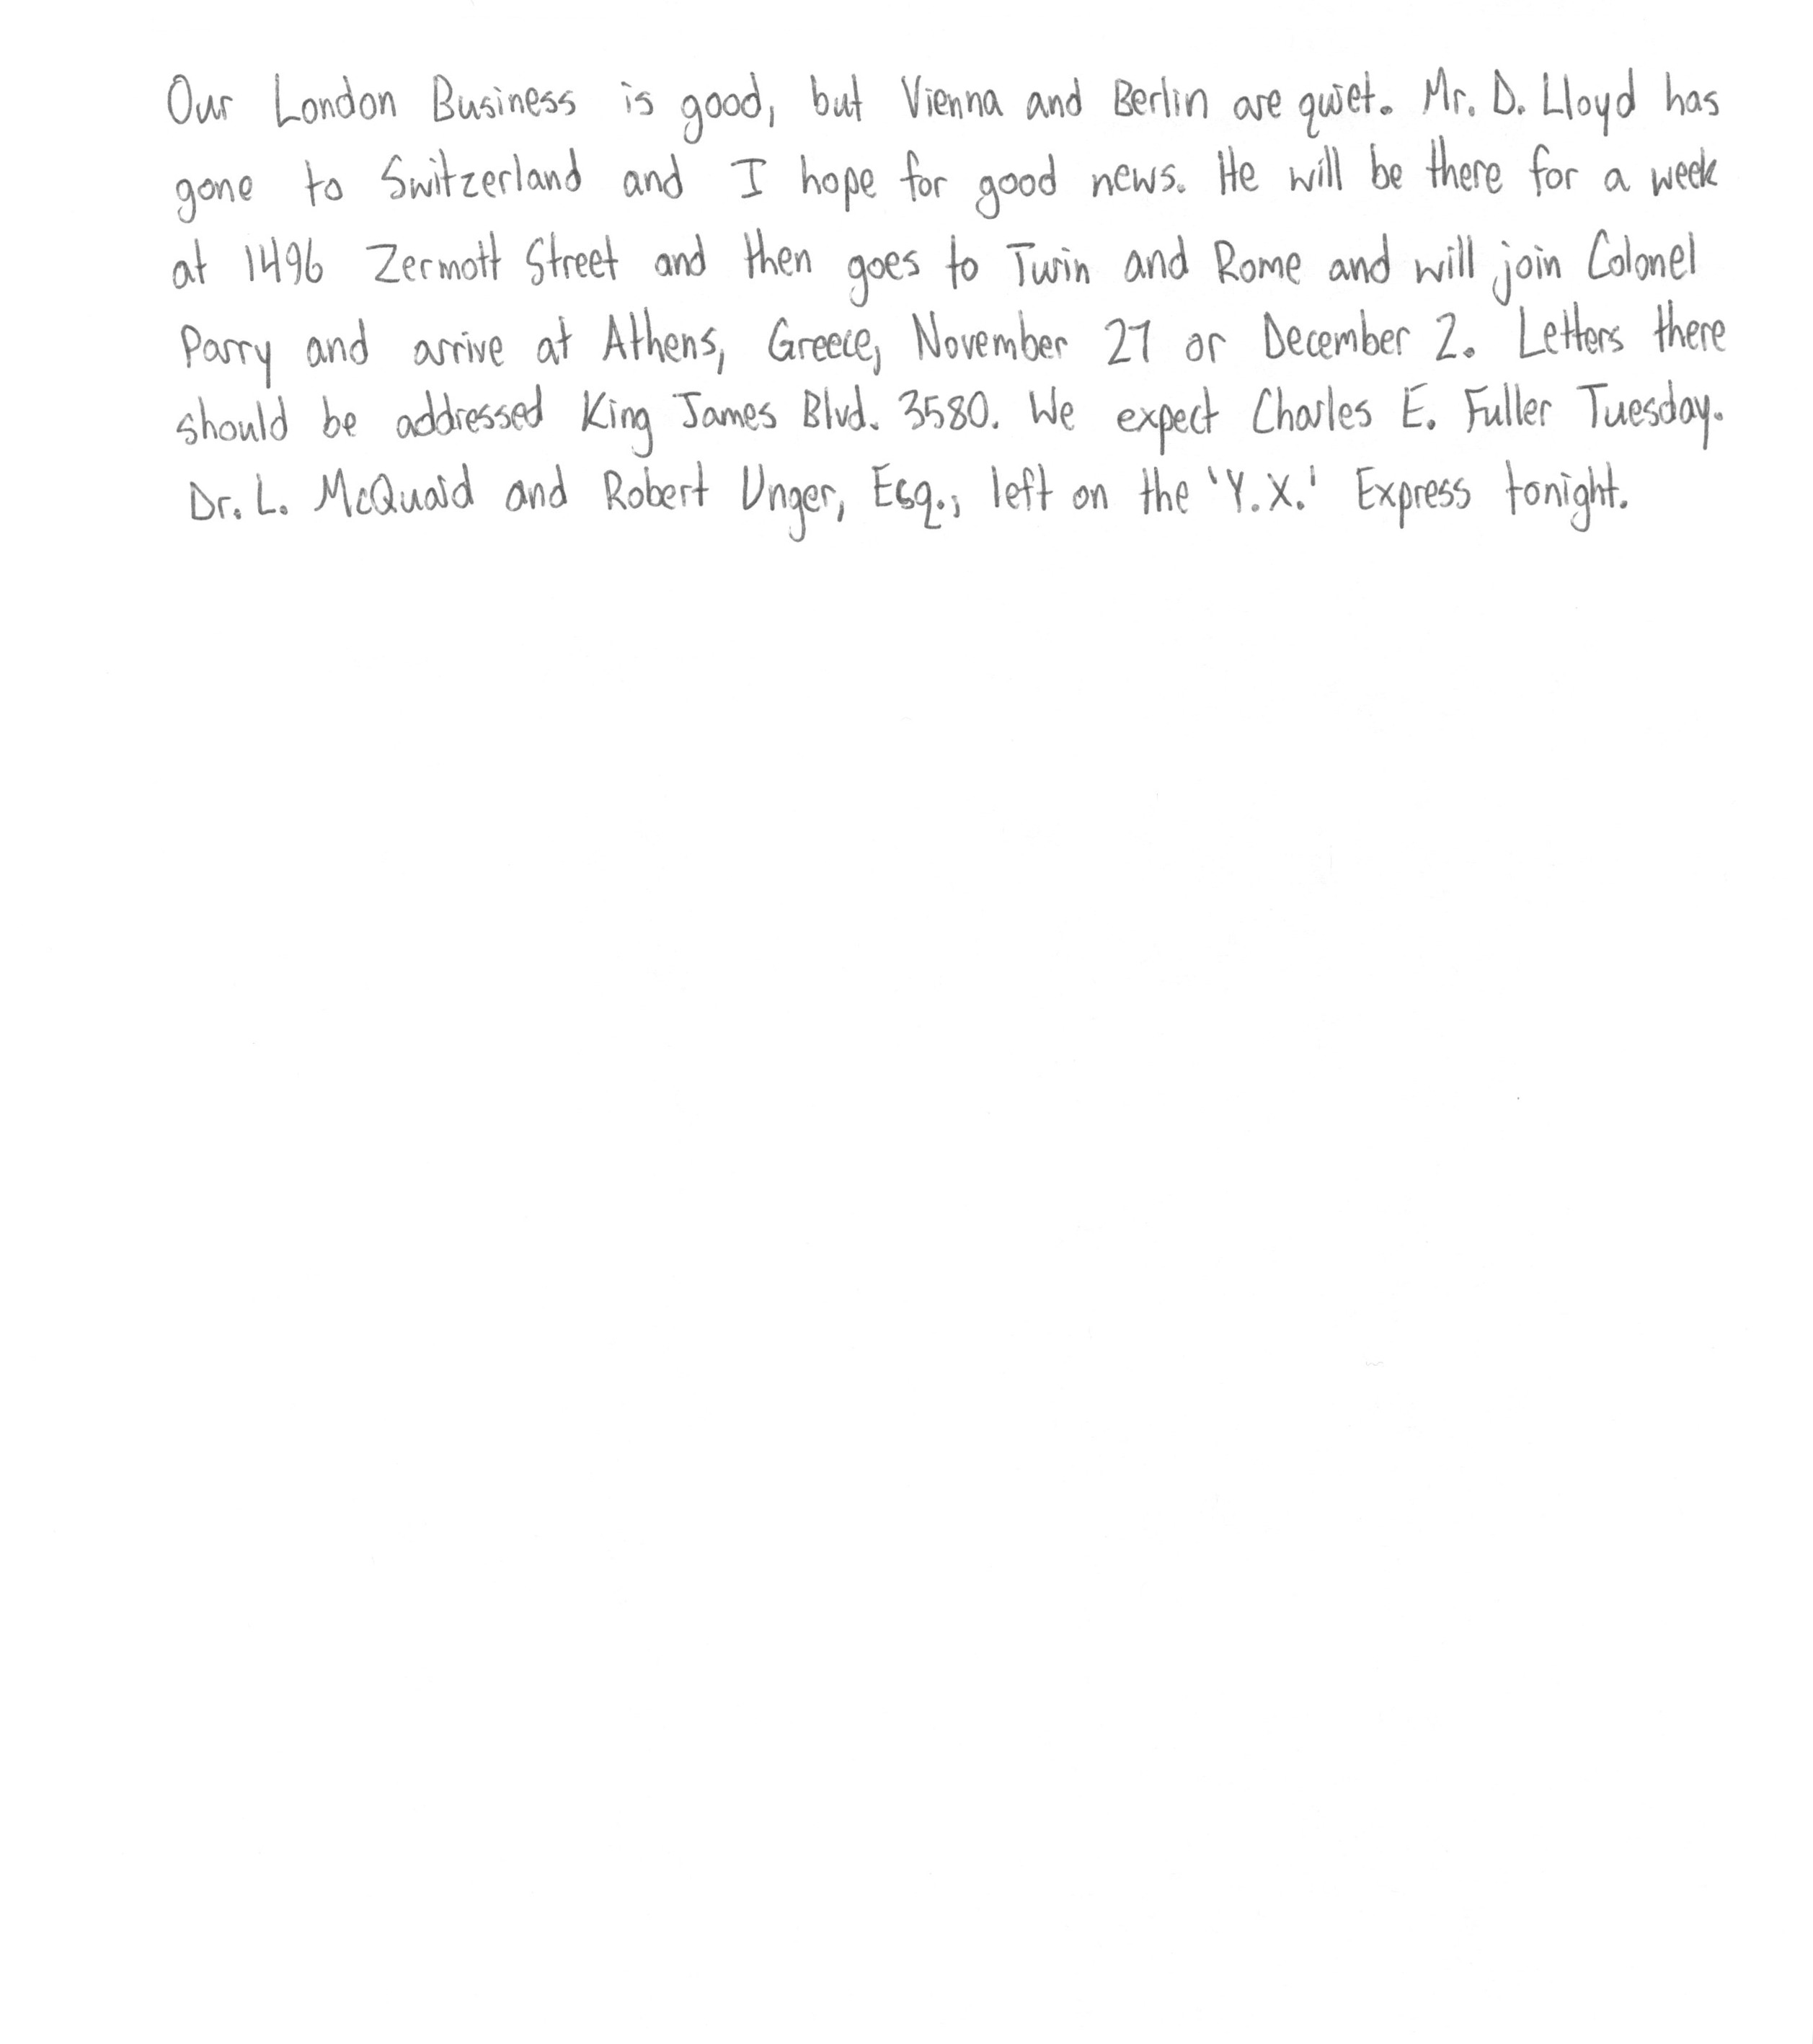 Our London Business is good, but Vienna and Berlin are quiet. Mr. D. Lloyd has
gone to Switzerland and I hope for good news. He will be there for a week
at 1496 Zermott Street and then goes to Turin and Rome and will join Colonel
Parry and arrive at Athens, Greece, November 27 or December 2. Letters there
should be addressed King James Blvd. 3580. We expect Charles E. Fuller Tuesday.
Dr. L. McQuaid and Robert Unger, Esq., left on the 'Y.X.' Express tonight.